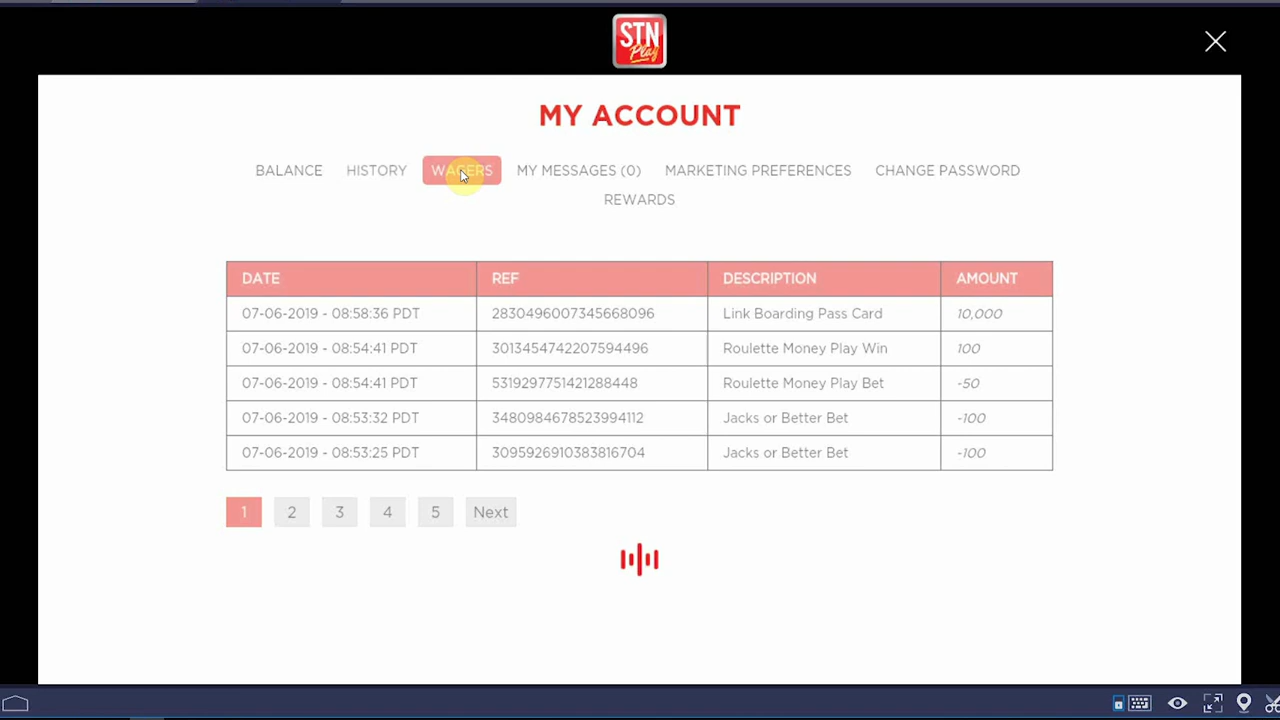 STN
Play
MY ACCOUNT
BALANCE HISTORY WAGERS MY MESSAGES (0) MARKETING PREFERENCES CHANGE PASSWORD
REWARDS
DATE REF DESCRIPTION AMOUNT
07-06-2019 - 08:58:36 PDT 2830496007345668096 Link Boarding Pass Card 10,000
07-06-2019 - 08:54:41 PDT 3013454742207594496 Roulette Money Play Win 100
07-06-2019 - 08:54:41 PDT 5319297751421288448 Roulette Money Play Bet -50
07-06-2019 - 08:53:32 PDT 3480984678523994112 Jacks or Better Bet -100
07-06-2019 - 08:53:25 PDT 3095926910383816704 Jacks or Better Bet -100
1 2 3 4 5 Next